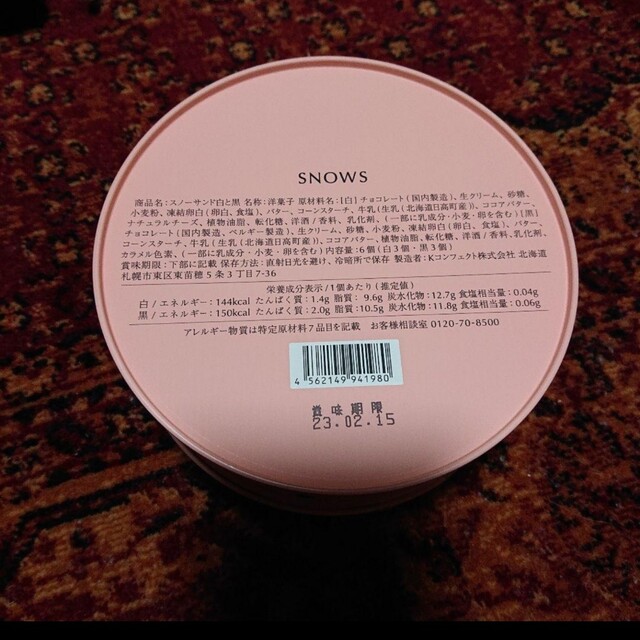 SNOWS
商品名：スノーサンド白と黒 名称：洋菓子 原材料名：[白]チョコレート(国内製造)、生クリーム、砂糖、
小麦粉、凍結卵白(卵白、食塩)、バター、コーンスターチ、牛乳(生乳(北海道日高町産))、ココアバター、
ナチュラルチーズ、植物油脂、転化糖、洋酒/香料、乳化剤、(一部に乳成分・小麦・卵を含む)[黒]
チョコレート(国内製造、ベルギー製造)、生クリーム、砂糖、小麦粉、凍結卵白(卵白、食塩)、バター、
コーンスターチ、牛乳(生乳(北海道日高町産))、ココアバター、植物油脂、転化糖、洋酒/香料、乳化剤、
カラメル色素、(一部に乳成分・小麦・卵を含む) 内容量：6個(白3個・黒3個)
賞味期限：下部に記載 保存方法：直射日光を避け、冷暗所で保存 製造者：Kコンフェクト株式会社 北海道
札幌市東区東苗穂5条3丁目7-36
栄養成分表示/1個あたり(推定値)
白/エネルギー：144kcal たんぱく質：1.4g 脂質：9.6g 炭水化物：12.7g 食塩相当量：0.04g
黒/エネルギー：150kcal たんぱく質：2.0g 脂質：10.5g 炭水化物：11.8g 食塩相当量：0.06g
アレルギー物質は特定原材料7品目を記載 お客様相談室 0120-70-8500
4 562149 941980
賞味期限
23.02.15